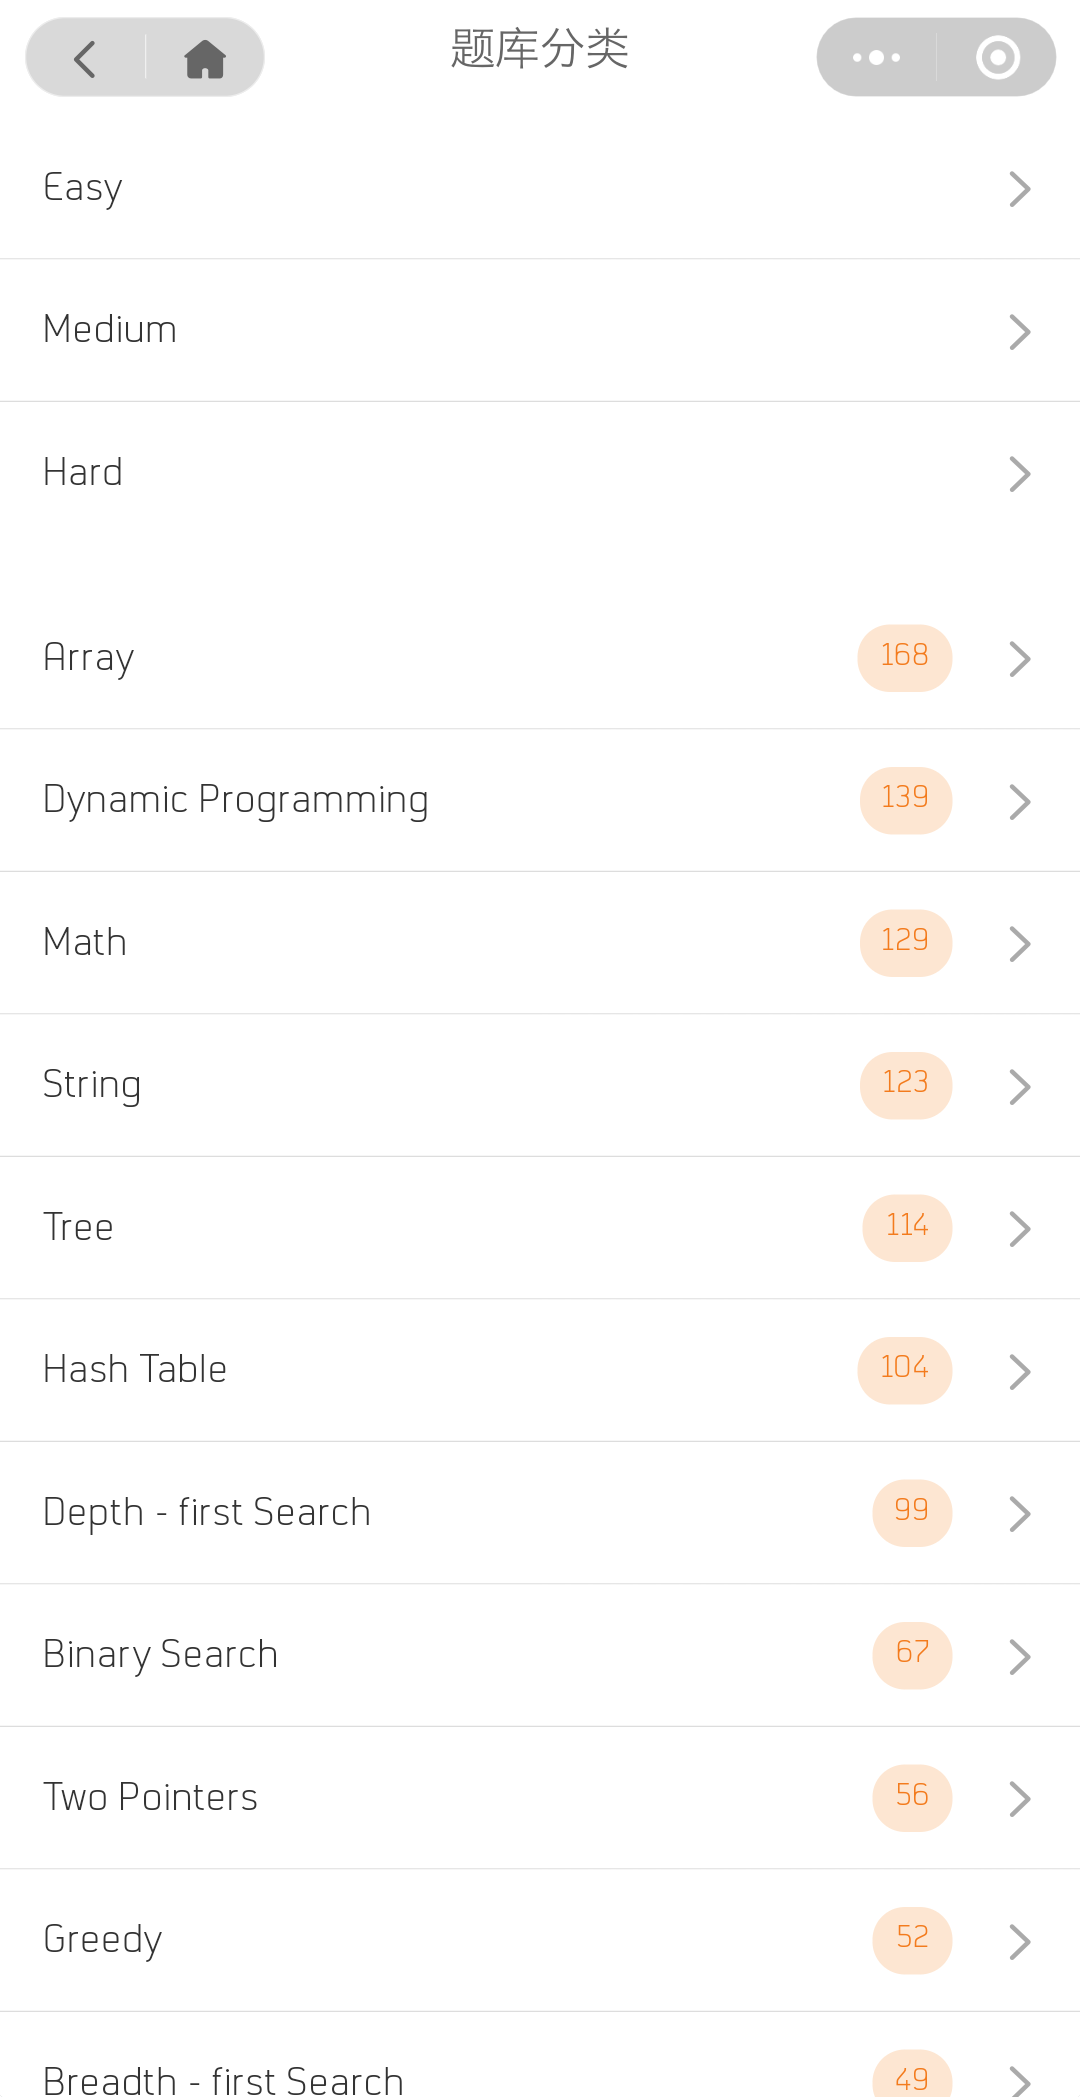 题库分类
Easy
Medium
Hard
Array 168
Dynamic Programming 139
Math 129
String 123
Tree 114
Hash Table 104
Depth - first Search 99
Binary Search 67
Two Pointers 56
Greedy 52
Breadth - first Search 49